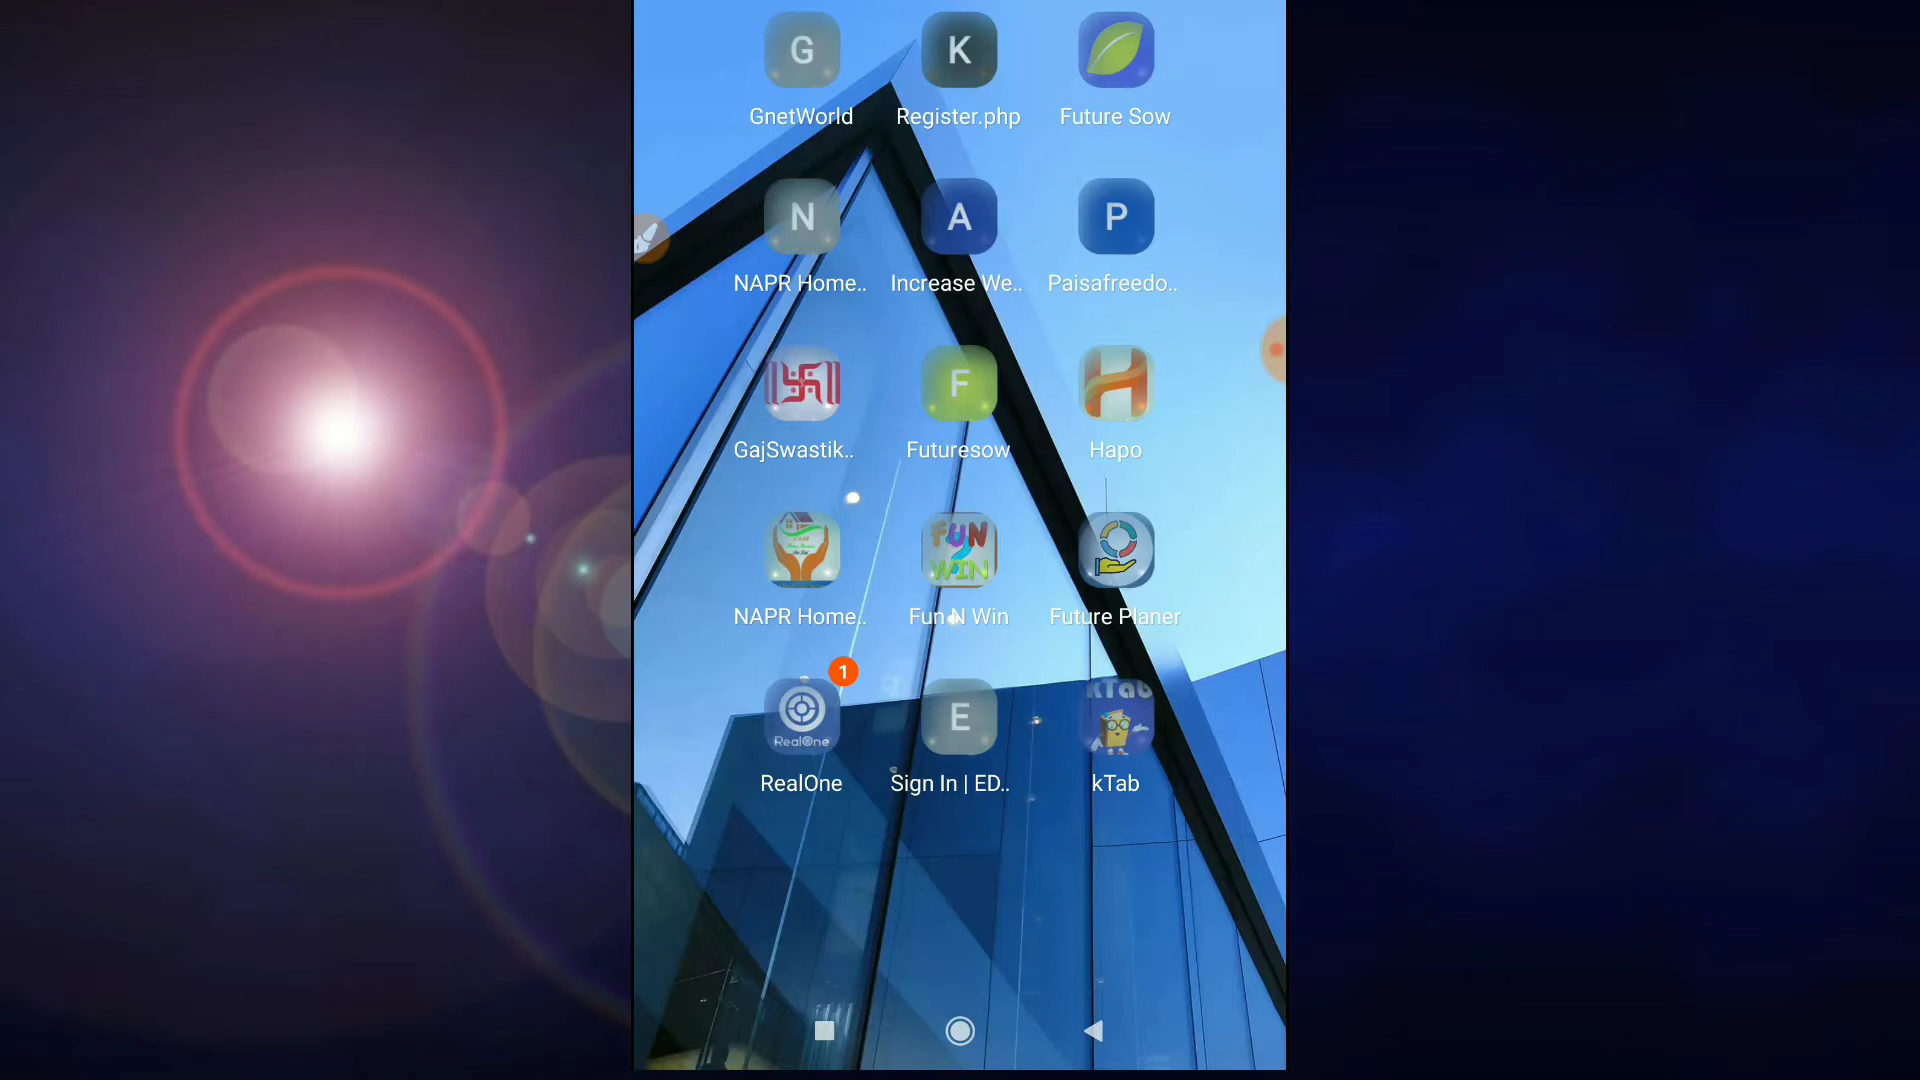 G K
GnetWorld Register.php Future Sow
N A P
NAPR Home.. Increase We.. Paisafreedo..
F
GajSwastik.. Futuresow Hapo
FUN
WIN
NAPR Home.. Fun N Win Future Planer
1
RealOne E kTab
RealOne Sign In | ED.. kTab